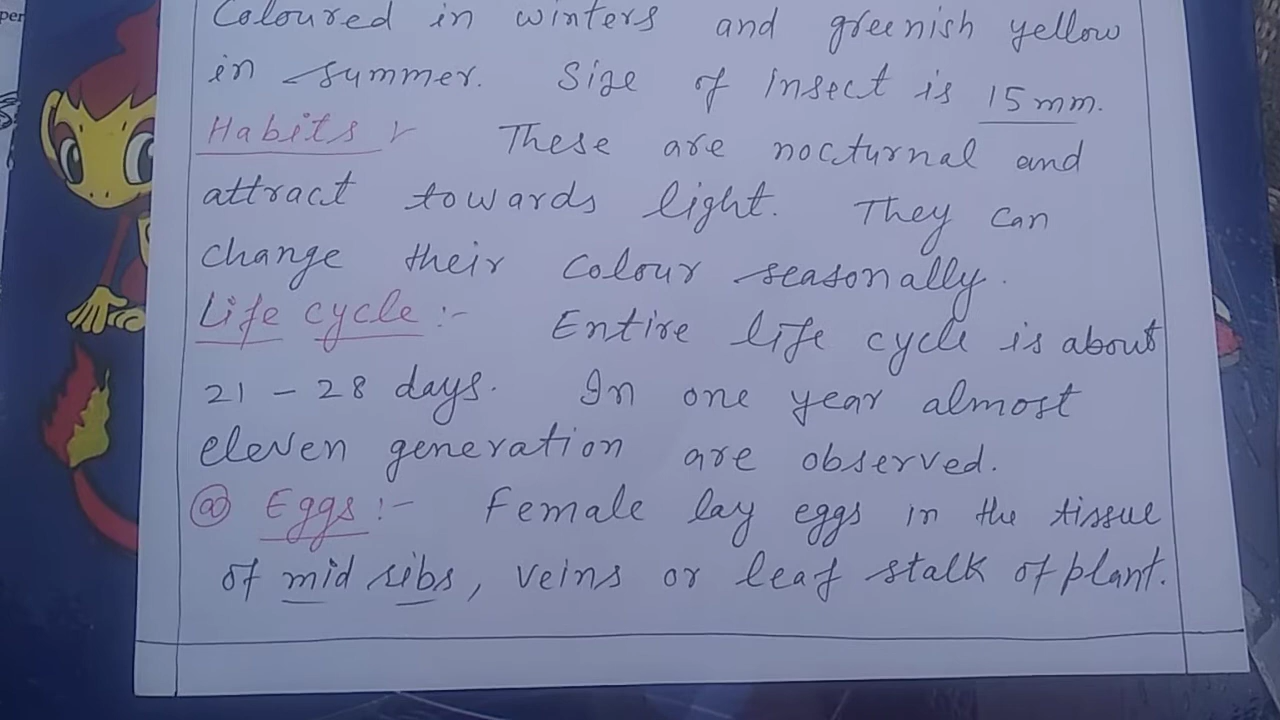 per
Coloured in winters and greenish yellow
in summer. Size of insect is 15mm.
Habits :- These are nocturnal and
attract towards light. They can
change their colour seasonally.
Life cycle :- Entire life cycle is about
21 - 28 days. In one year almost
eleven generation are observed.
(a) Eggs :- Female lay eggs in the tissue
of mid ribs, veins or leaf stalk of plant.